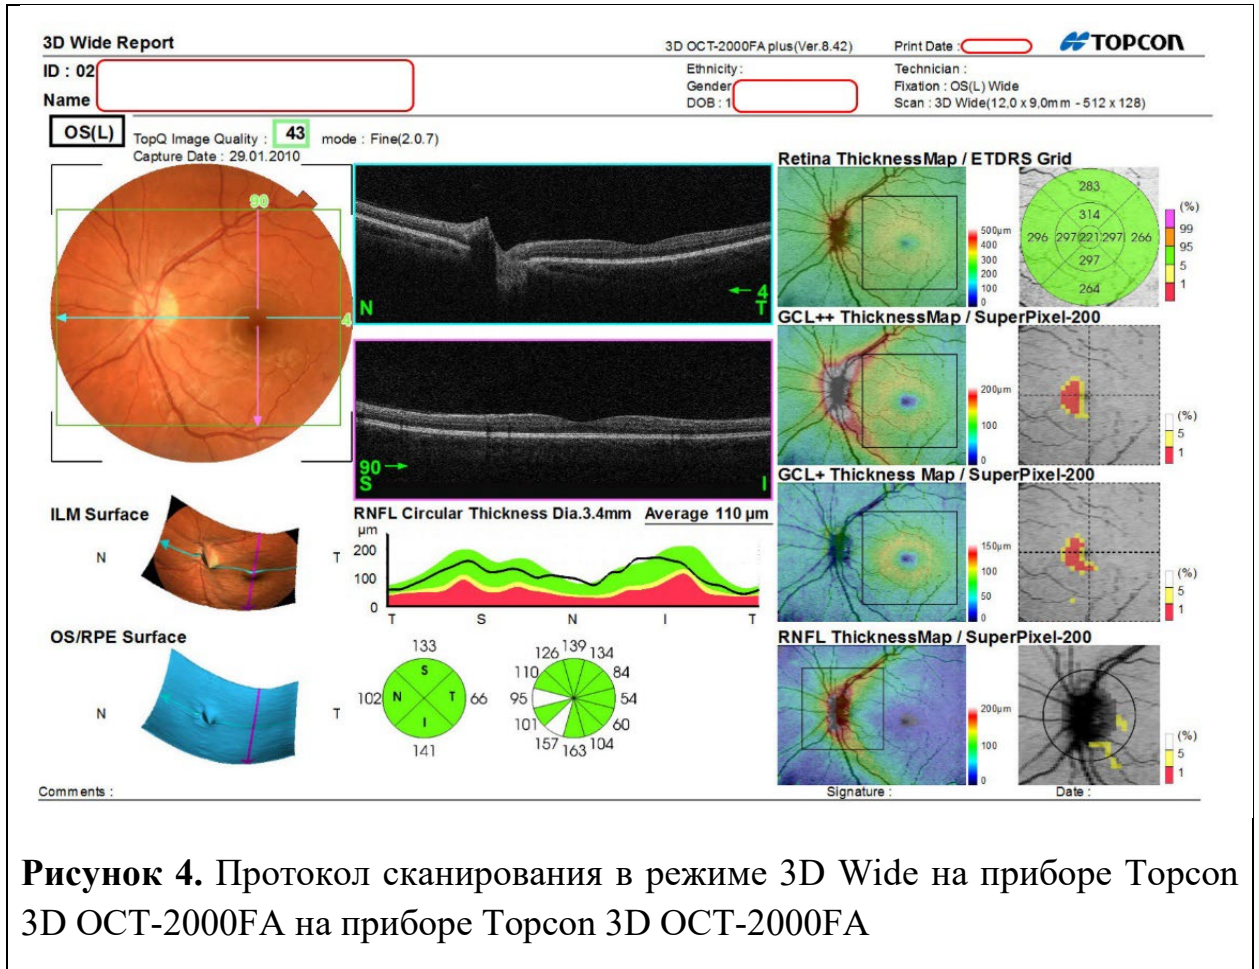 3D Wide Report
3D OCT-2000FA plus(Ver.8.42)
Print Date :
TOPCON
ID : 02
Name
Ethnicity :
Gender
DOB : 1
Technician :
Fixation : OS(L) Wide
Scan : 3D Wide(12,0 x 9,0mm - 512 x 128)
OS(L)
TopQ Image Quality : 43 mode : Fine(2.0.7)
Capture Date : 29.01.2010
90
4
N
← 4
T
90 →
S
I
Retina ThicknessMap / ETDRS Grid
500µm
400
300
200
100
0
283
314
296 297 221 297 266
297
264
(%)
99
95
5
1
GCL++ ThicknessMap / SuperPixel-200
200µm
100
0
(%)
5
1
GCL+ Thickness Map / SuperPixel-200
150µm
100
50
0
(%)
5
1
RNFL ThicknessMap / SuperPixel-200
200µm
100
0
(%)
5
1
ILM Surface
N
T
OS/RPE Surface
N
T
RNFL Circular Thickness Dia.3.4mm Average 110 µm
µm
200
100
0
T S N I T
133
S
102 N T 66
I
141
126 139 134
110 84
95 54
101 60
157 163 104
Comments :
Signature :
Date :
Рисунок 4. Протокол сканирования в режиме 3D Wide на приборе Topcon
3D OCT-2000FA на приборе Topcon 3D OCT-2000FA